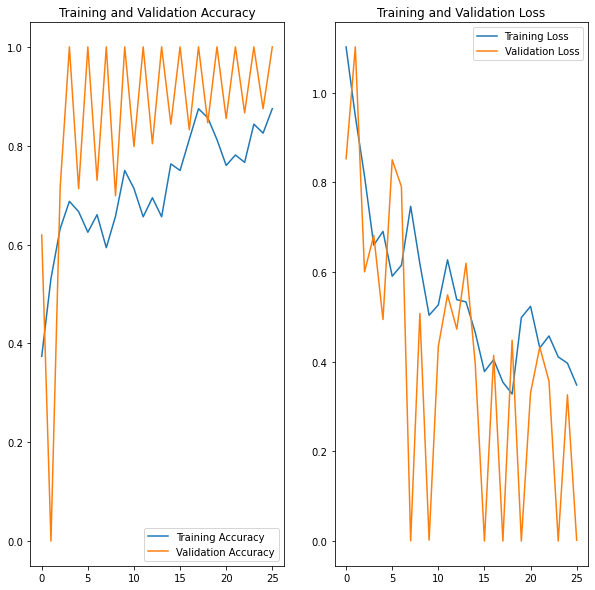 Training and Validation Accuracy
1.0
0.8
0.6
0.4
0.2
0.0
0 5 10 15 20 25
Training Accuracy
Validation Accuracy
Training and Validation Loss
1.0
0.8
0.6
0.4
0.2
0.0
0 5 10 15 20 25
Training Loss
Validation Loss